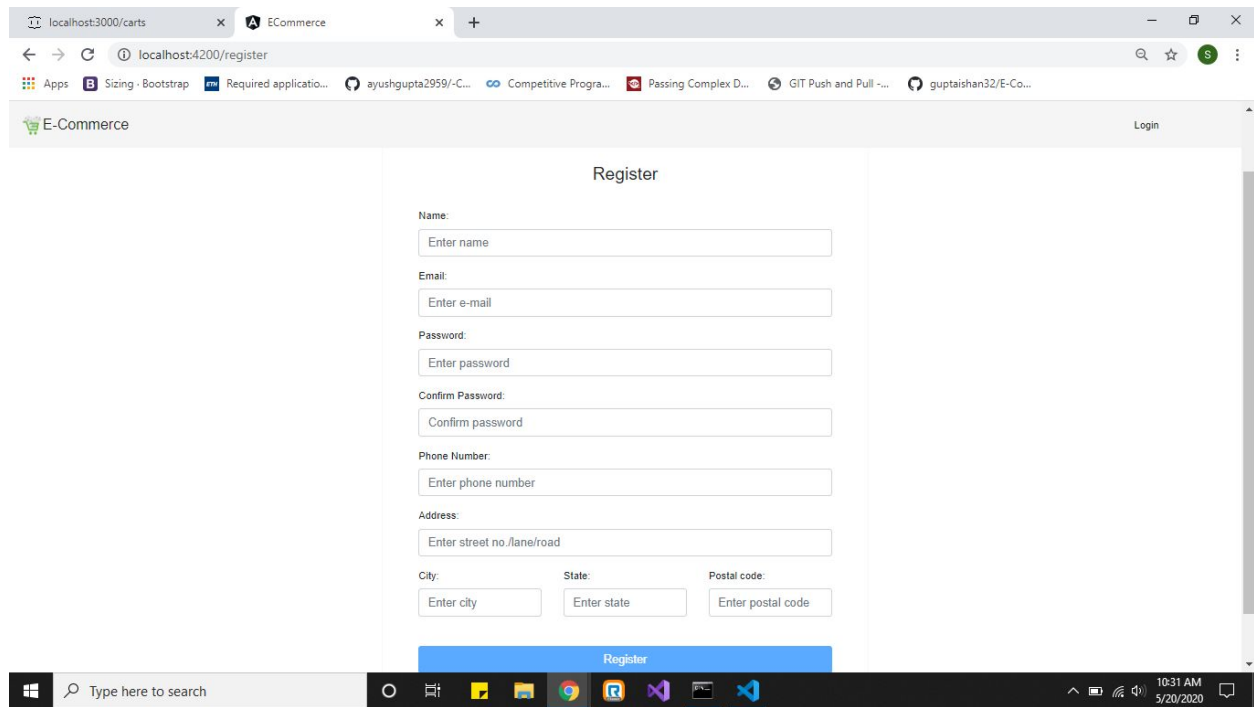 localhost:3000/carts
ECommerce
localhost:4200/register
S
Apps
B Sizing · Bootstrap
Required applicatio...
ayushgupta2959/-C...
Competitive Progra...
Passing Complex D...
GIT Push and Pull -...
guptaishan32/E-Co...
E-Commerce
Login
Register
Name:
Enter name
Email:
Enter e-mail
Password:
Enter password
Confirm Password:
Confirm password
Phone Number:
Enter phone number
Address:
Enter street no./lane/road
City: State: Postal code:
Enter city Enter state Enter postal code
Register
Type here to search
10:31 AM
5/20/2020